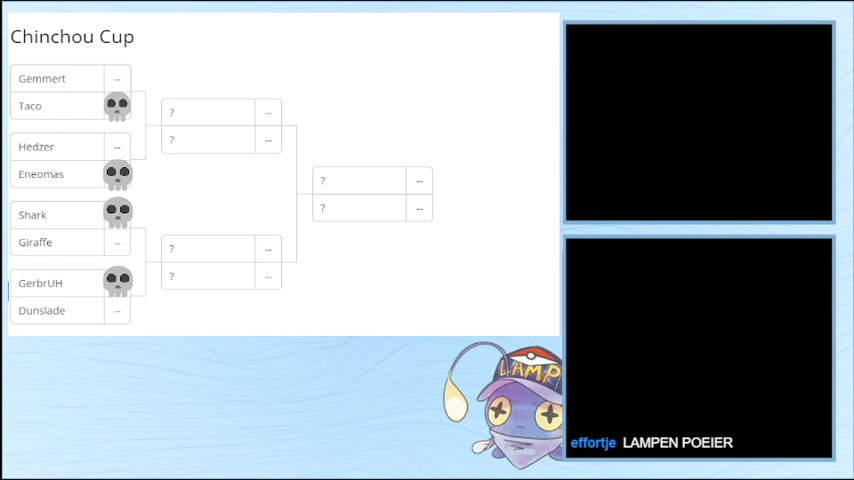 Chinchou Cup
Gemmert --
Taco
? --
? --
Hedzer --
Eneomas
? --
? --
Shark
Giraffe --
? --
? --
GerbrUH
Dunslade --
LAMP
effortje LAMPEN POEIER